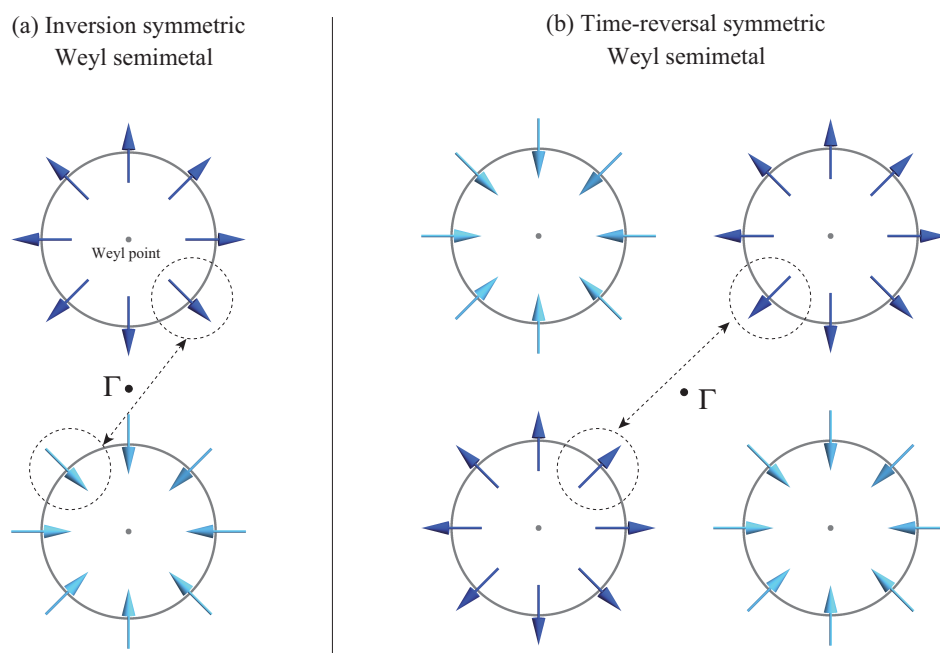 (a) Inversion symmetric
Weyl semimetal
(b) Time-reversal symmetric
Weyl semimetal
Weyl point
Γ
Γ